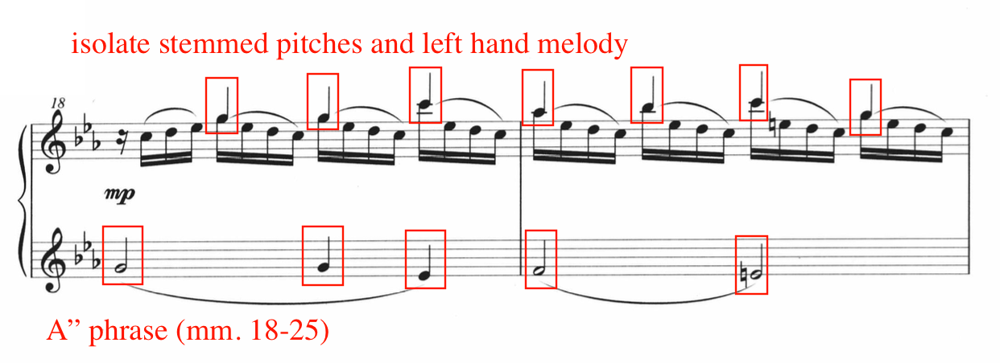 isolate stemmed pitches and left hand melody
18
mp
A” phrase (mm. 18-25)